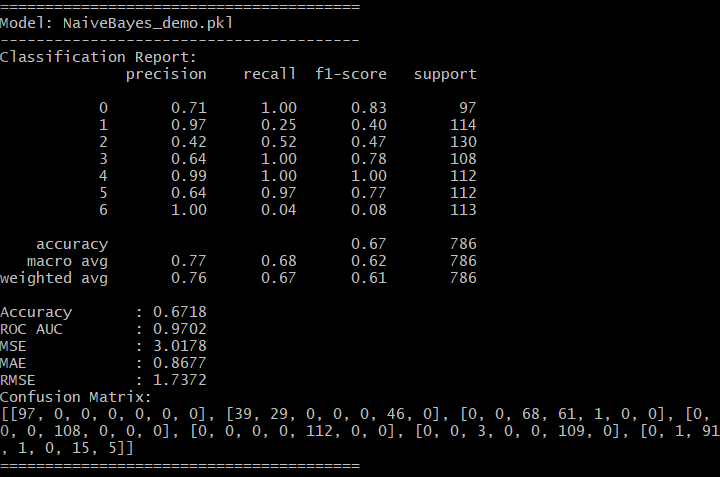 ========================================
Model: NaiveBayes_demo.pkl
----------------------------------------
Classification Report:
              precision    recall  f1-score   support

           0       0.71      1.00      0.83        97
           1       0.97      0.25      0.40       114
           2       0.42      0.52      0.47       130
           3       0.64      1.00      0.78       108
           4       0.99      1.00      1.00       112
           5       0.64      0.97      0.77       112
           6       1.00      0.04      0.08       113

    accuracy                           0.67       786
   macro avg       0.77      0.68      0.62       786
weighted avg       0.76      0.67      0.61       786

Accuracy       : 0.6718
ROC AUC        : 0.9702
MSE            : 3.0178
MAE            : 0.8677
RMSE           : 1.7372
Confusion Matrix:
[[97, 0, 0, 0, 0, 0, 0], [39, 29, 0, 0, 0, 46, 0], [0, 0, 68, 61, 1, 0, 0], [0,
0, 0, 108, 0, 0, 0], [0, 0, 0, 0, 112, 0, 0], [0, 0, 3, 0, 0, 109, 0], [0, 1, 91
, 1, 0, 15, 5]]
========================================